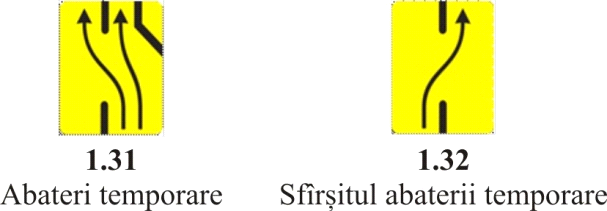 1.31
Abateri temporare
1.32
Sfîrșitul abaterii temporare